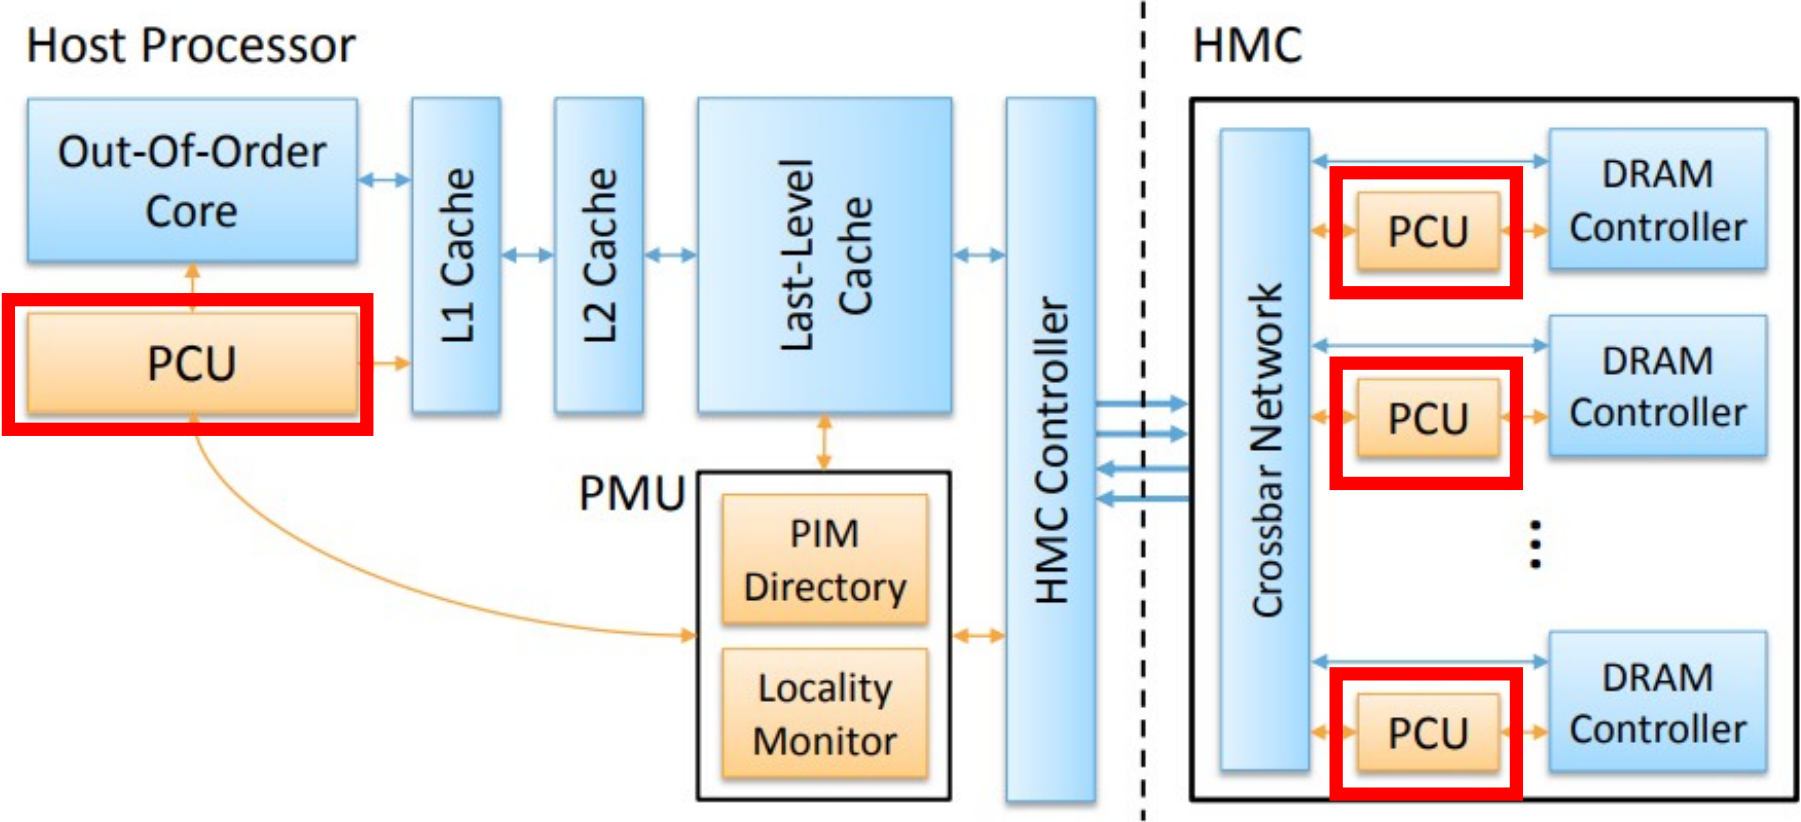 Host Processor
HMC
Out-Of-Order
Core
PCU
L1 Cache
L2 Cache
Last-Level
Cache
PMU
PIM
Directory
Locality
Monitor
HMC Controller
Crossbar Network
PCU
DRAM
Controller
PCU
DRAM
Controller
...
PCU
DRAM
Controller